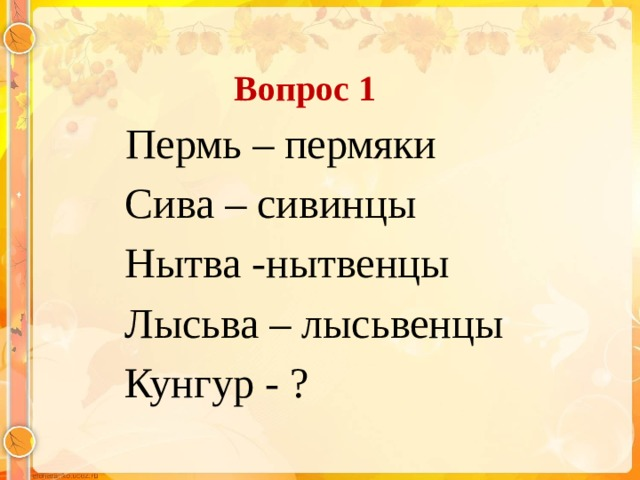 Вопрос 1
Пермь – пермяки
Сива – сивинцы
Нытва -нытвенцы
Лысьва – лысьвенцы
Кунгур - ?